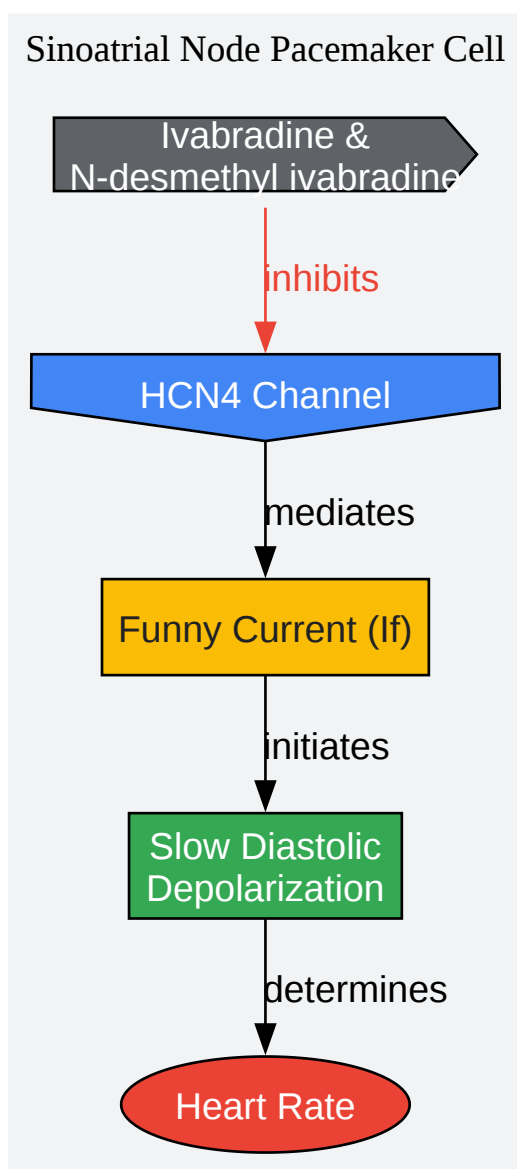 Sinoatrial Node Pacemaker Cell
Ivabradine &
N-desmethyl ivabradine
inhibits
HCN4 Channel
mediates
Funny Current (If)
initiates
Slow Diastolic
Depolarization
determines
Heart Rate